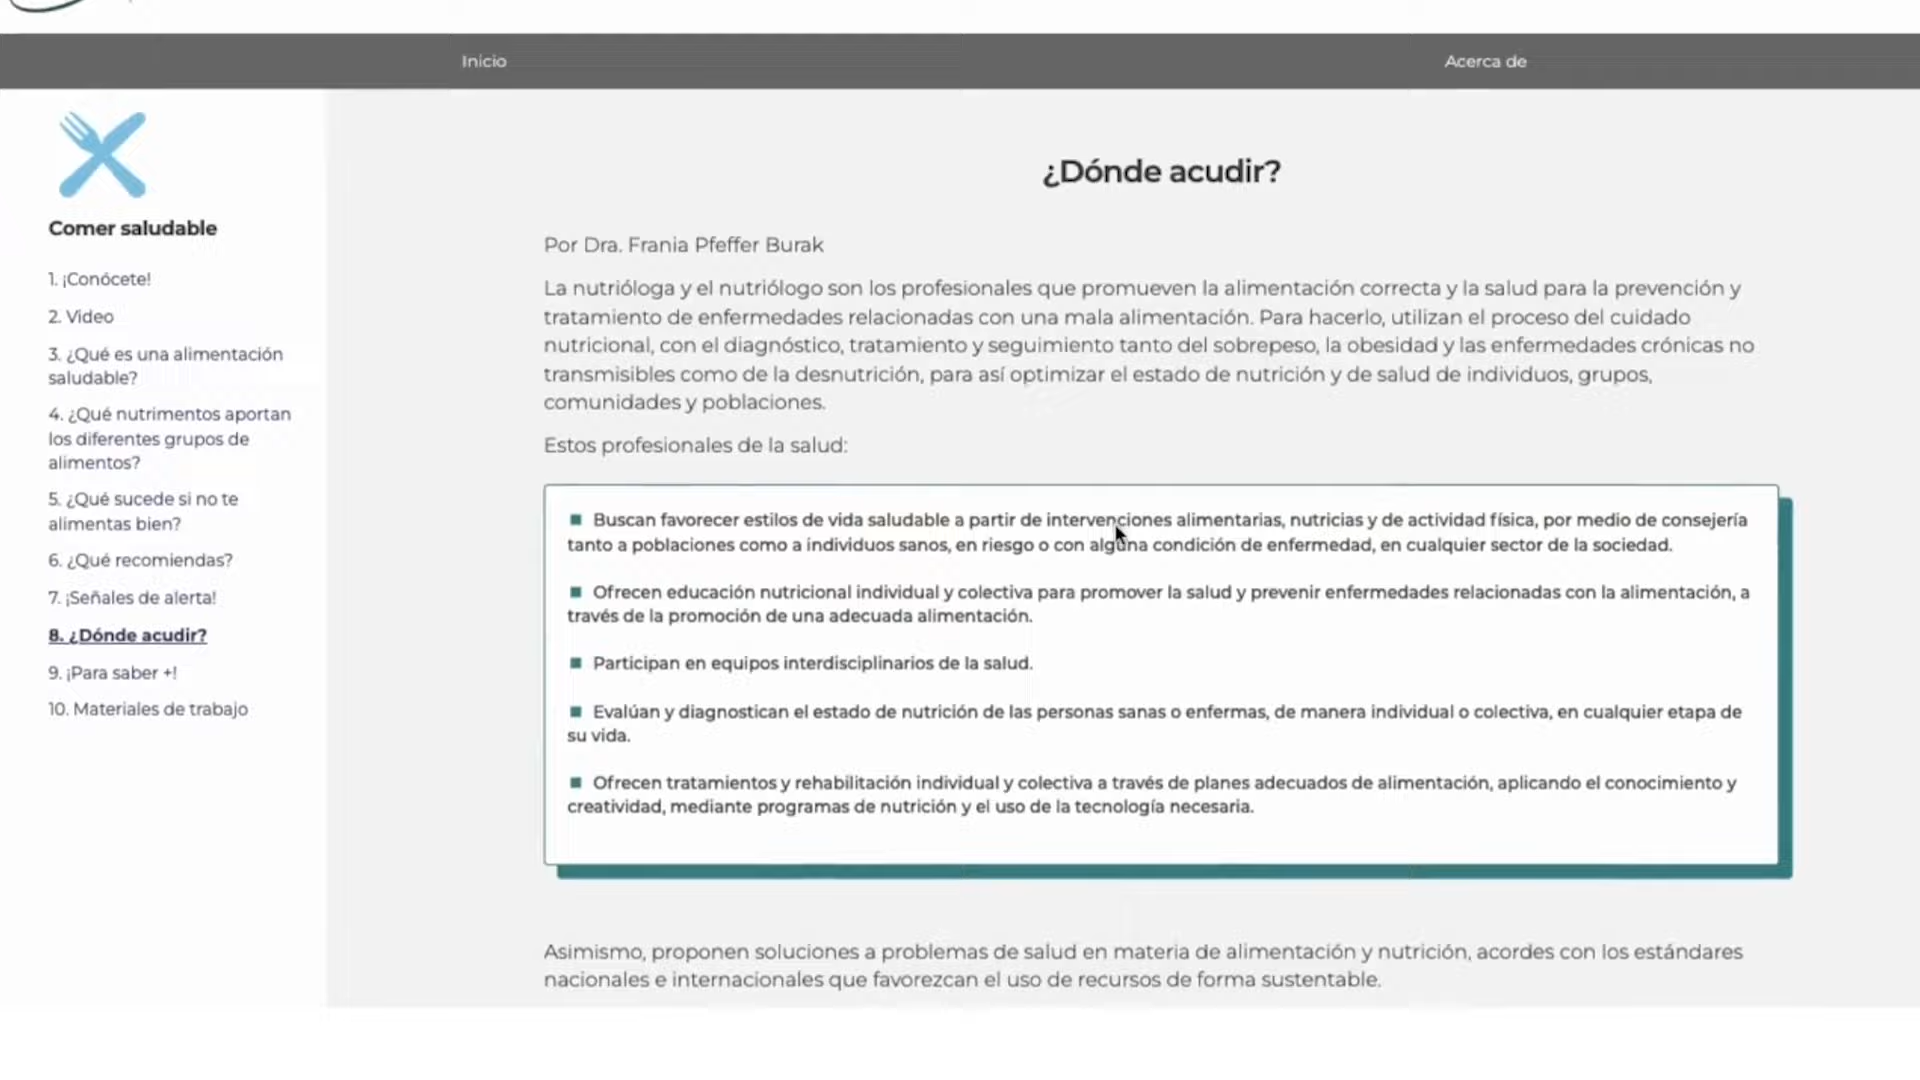 Inicio
Acerca de
Comer saludable
1. ¡Conócete!
2. Video
3. ¿Qué es una alimentación
saludable?
4. ¿Qué nutrimentos aportan
los diferentes grupos de
alimentos?
5. ¿Qué sucede si no te
alimentas bien?
6. ¿Qué recomiendas?
7. ¡Señales de alerta!
8. ¿Dónde acudir?
9. ¡Para saber +!
10. Materiales de trabajo
¿Dónde acudir?
Por Dra. Frania Pfeffer Burak
La nutrióloga y el nutriólogo son los profesionales que promueven la alimentación correcta y la salud para la prevención y
tratamiento de enfermedades relacionadas con una mala alimentación. Para hacerlo, utilizan el proceso del cuidado
nutricional, con el diagnóstico, tratamiento y seguimiento tanto del sobrepeso, la obesidad y las enfermedades crónicas no
transmisibles como de la desnutrición, para así optimizar el estado de nutrición y de salud de individuos, grupos,
comunidades y poblaciones.
Estos profesionales de la salud:
■ Buscan favorecer estilos de vida saludable a partir de intervenciones alimentarias, nutricias y de actividad física, por medio de consejería
tanto a poblaciones como a individuos sanos, en riesgo o con alguna condición de enfermedad, en cualquier sector de la sociedad.
■ Ofrecen educación nutricional individual y colectiva para promover la salud y prevenir enfermedades relacionadas con la alimentación, a
través de la promoción de una adecuada alimentación.
■ Participan en equipos interdisciplinarios de la salud.
■ Evalúan y diagnostican el estado de nutrición de las personas sanas o enfermas, de manera individual o colectiva, en cualquier etapa de
su vida.
■ Ofrecen tratamientos y rehabilitación individual y colectiva a través de planes adecuados de alimentación, aplicando el conocimiento y
creatividad, mediante programas de nutrición y el uso de la tecnología necesaria.
Asimismo, proponen soluciones a problemas de salud en materia de alimentación y nutrición, acordes con los estándares
nacionales e internacionales que favorezcan el uso de recursos de forma sustentable.